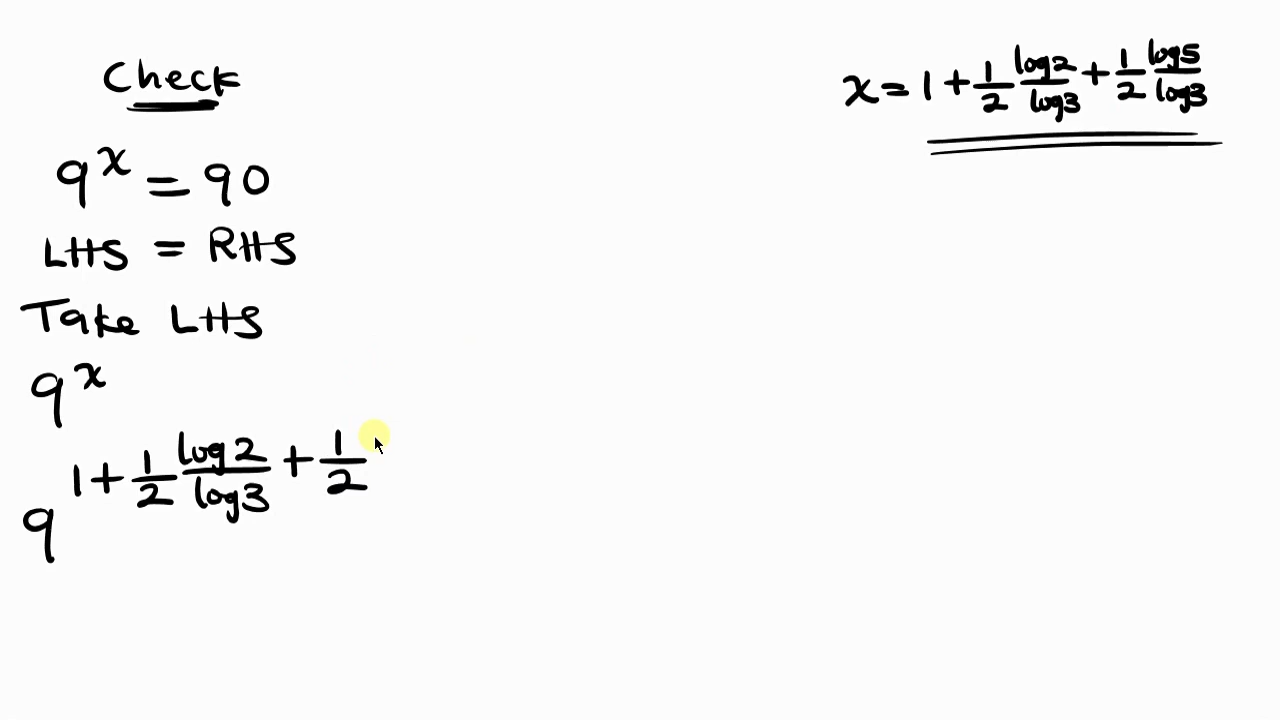 Check
x = 1 + 1/2 log2/log3 + 1/2 log5/log3
9^x = 90
LHS = RHS
Take LHS
9^x
9^(1 + 1/2 log2/log3 + 1/2